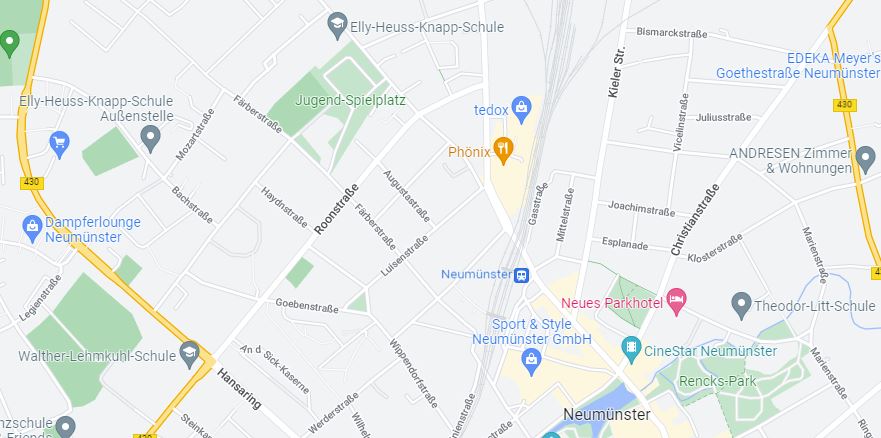 Elly-Heuss-Knapp-Schule
Bismarckstraße
Kieler Str.
EDEKA Meyer's
Goethestraße Neumünster
Elly-Heuss-Knapp-Schule
Außenstelle
Färberstraße
Jugend-Spielplatz
tedox
430
Juliusstraße
Vicelinstraße
Mozartstraße
Phönix
ANDRESEN Zimmer
& Wohnungen
430
Bachstraße
Haydnstraße
Roonstraße
Augustastraße
Färberstraße
Gasstraße
Mittelstraße
Joachimstraße
Christianstraße
Dampferlounge
Neumünster
Luisenstraße
Esplanade
Klosterstraße
Marienstraße
430
Legienstraße
Neumünster
Goebenstraße
Neues Parkhotel
Theodor-Litt-Schule
Sport & Style
Neumünster GmbH
Walther-Lehmkuhl-Schule
An d. Sick-Kaserne
Wippendorfstraße
CineStar Neumünster
Marienstraße
Hansaring
Rencks-Park
Werderstraße
Neumünster
430